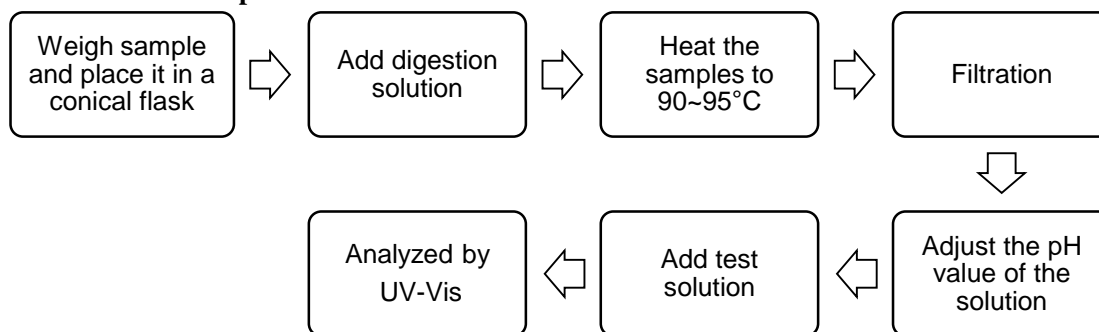 Weigh sample
and place it in a
conical flask
Add digestion
solution
Heat the
samples to
90~95°C
Filtration
Adjust the pH
value of the
solution
Add test
solution
Analyzed by
UV-Vis